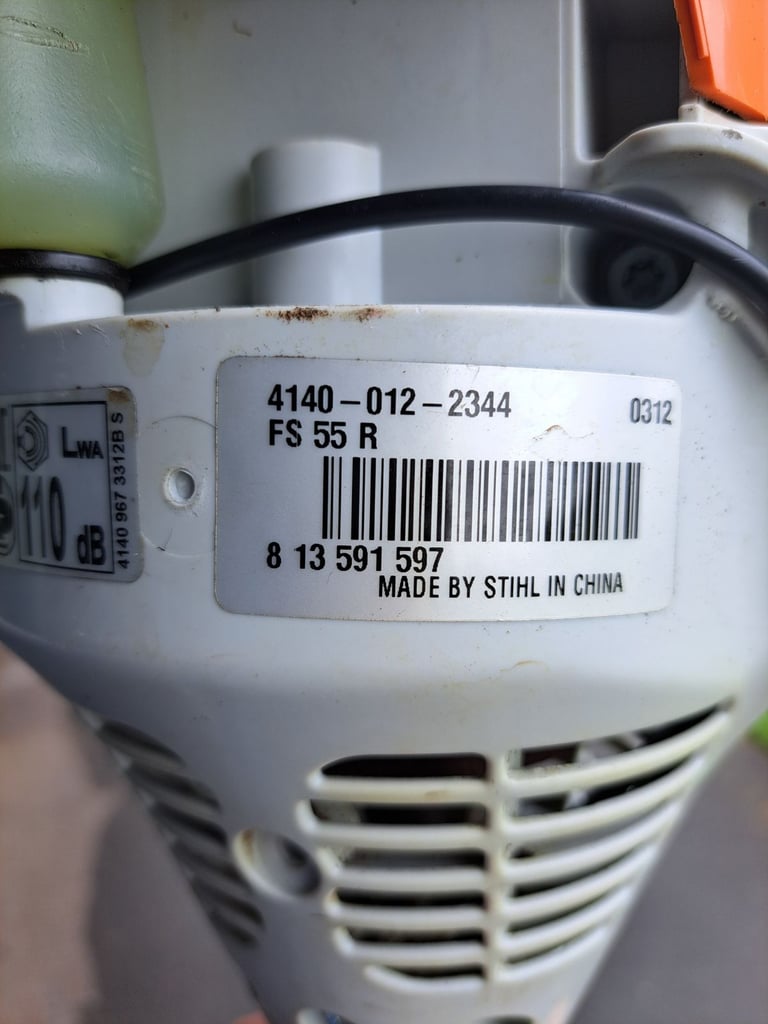 4140-012-2344 0312
FS 55 R
8 13 591 597
MADE BY STIHL IN CHINA
LWA
110
dB
4140 967 3312B S